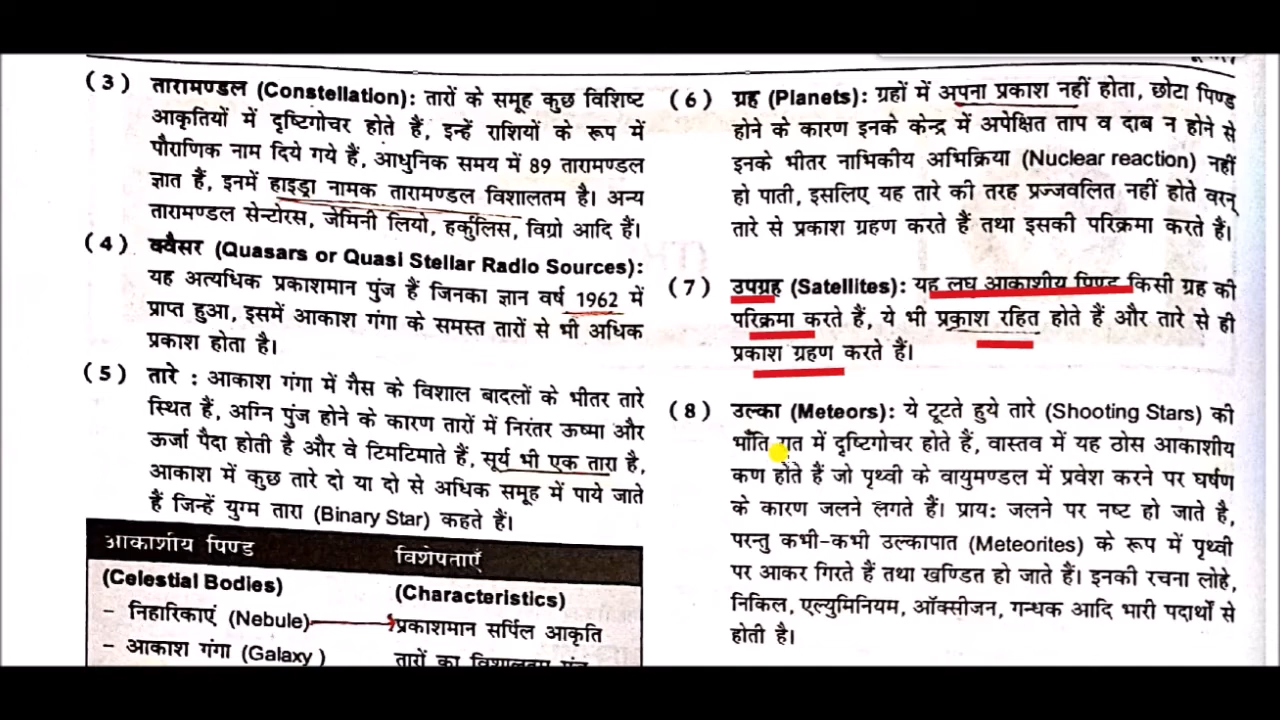 ( 3 ) तारामण्डल (Constellation): तारों के समूह कुछ विशिष्ट
आकृतियों में दृष्टिगोचर होते हैं, इन्हें राशियों के रूप में
पौराणिक नाम दिये गये हैं, आधुनिक समय में 89 तारामण्डल
ज्ञात हैं, इनमें हाइड्रा नामक तारामण्डल विशालतम है। अन्य
तारामण्डल सेन्टोरस, जेमिनी लियो, हर्कुलिस, विग्रो आदि हैं।
( 4 ) क्वैसर (Quasars or Quasi Stellar Radio Sources):
यह अत्यधिक प्रकाशमान पुंज हैं जिनका ज्ञान वर्ष 1962 में
प्राप्त हुआ, इसमें आकाश गंगा के समस्त तारों से भी अधिक
प्रकाश होता है।
( 5 ) तारे : आकाश गंगा में गैस के विशाल बादलों के भीतर तारे
स्थित हैं, अग्नि पुंज होने के कारण तारों में निरंतर ऊष्मा और
ऊर्जा पैदा होती है और वे टिमटिमाते हैं, सूर्य भी एक तारा है,
आकाश में कुछ तारे दो या दो से अधिक समूह में पाये जाते
हैं जिन्हें युग्म तारा (Binary Star) कहते हैं।
आकाशीय पिण्ड विशेषताएँ
(Celestial Bodies) (Characteristics)
– निहारिकाएं (Nebule) प्रकाशमान सर्पिल आकृति
– आकाश गंगा (Galaxy ) तारों का विशालतम
( 6 ) ग्रह (Planets): ग्रहों में अपना प्रकाश नहीं होता, छोटा पिण्ड
होने के कारण इनके केन्द्र में अपेक्षित ताप व दाब न होने से
इनके भीतर नाभिकीय अभिक्रिया (Nuclear reaction) नहीं
हो पाती, इसलिए यह तारे की तरह प्रज्जवलित नहीं होते वरन्
तारे से प्रकाश ग्रहण करते हैं तथा इसकी परिक्रमा करते हैं।
( 7 ) उपग्रह (Satellites): यह लघु आकाशीय पिण्ड किसी ग्रह की
परिक्रमा करते हैं, ये भी प्रकाश रहित होते हैं और तारे से ही
प्रकाश ग्रहण करते हैं।
( 8 ) उल्का (Meteors): ये टूटते हुये तारे (Shooting Stars) की
भाँति में दृष्टिगोचर होते हैं, वास्तव में यह ठोस आकाशीय
कण होते हैं जो पृथ्वी के वायुमण्डल में प्रवेश करने पर घर्षण
के कारण जलने लगते हैं। प्राय: जलने पर नष्ट हो जाते है,
परन्तु कभी-कभी उल्कापात (Meteorites) के रूप में पृथ्वी
पर आकर गिरते हैं तथा खण्डित हो जाते हैं। इनकी रचना लोहे,
निकिल, एल्युमिनियम, ऑक्सीजन, गन्धक आदि भारी पदार्थों से
होती है।